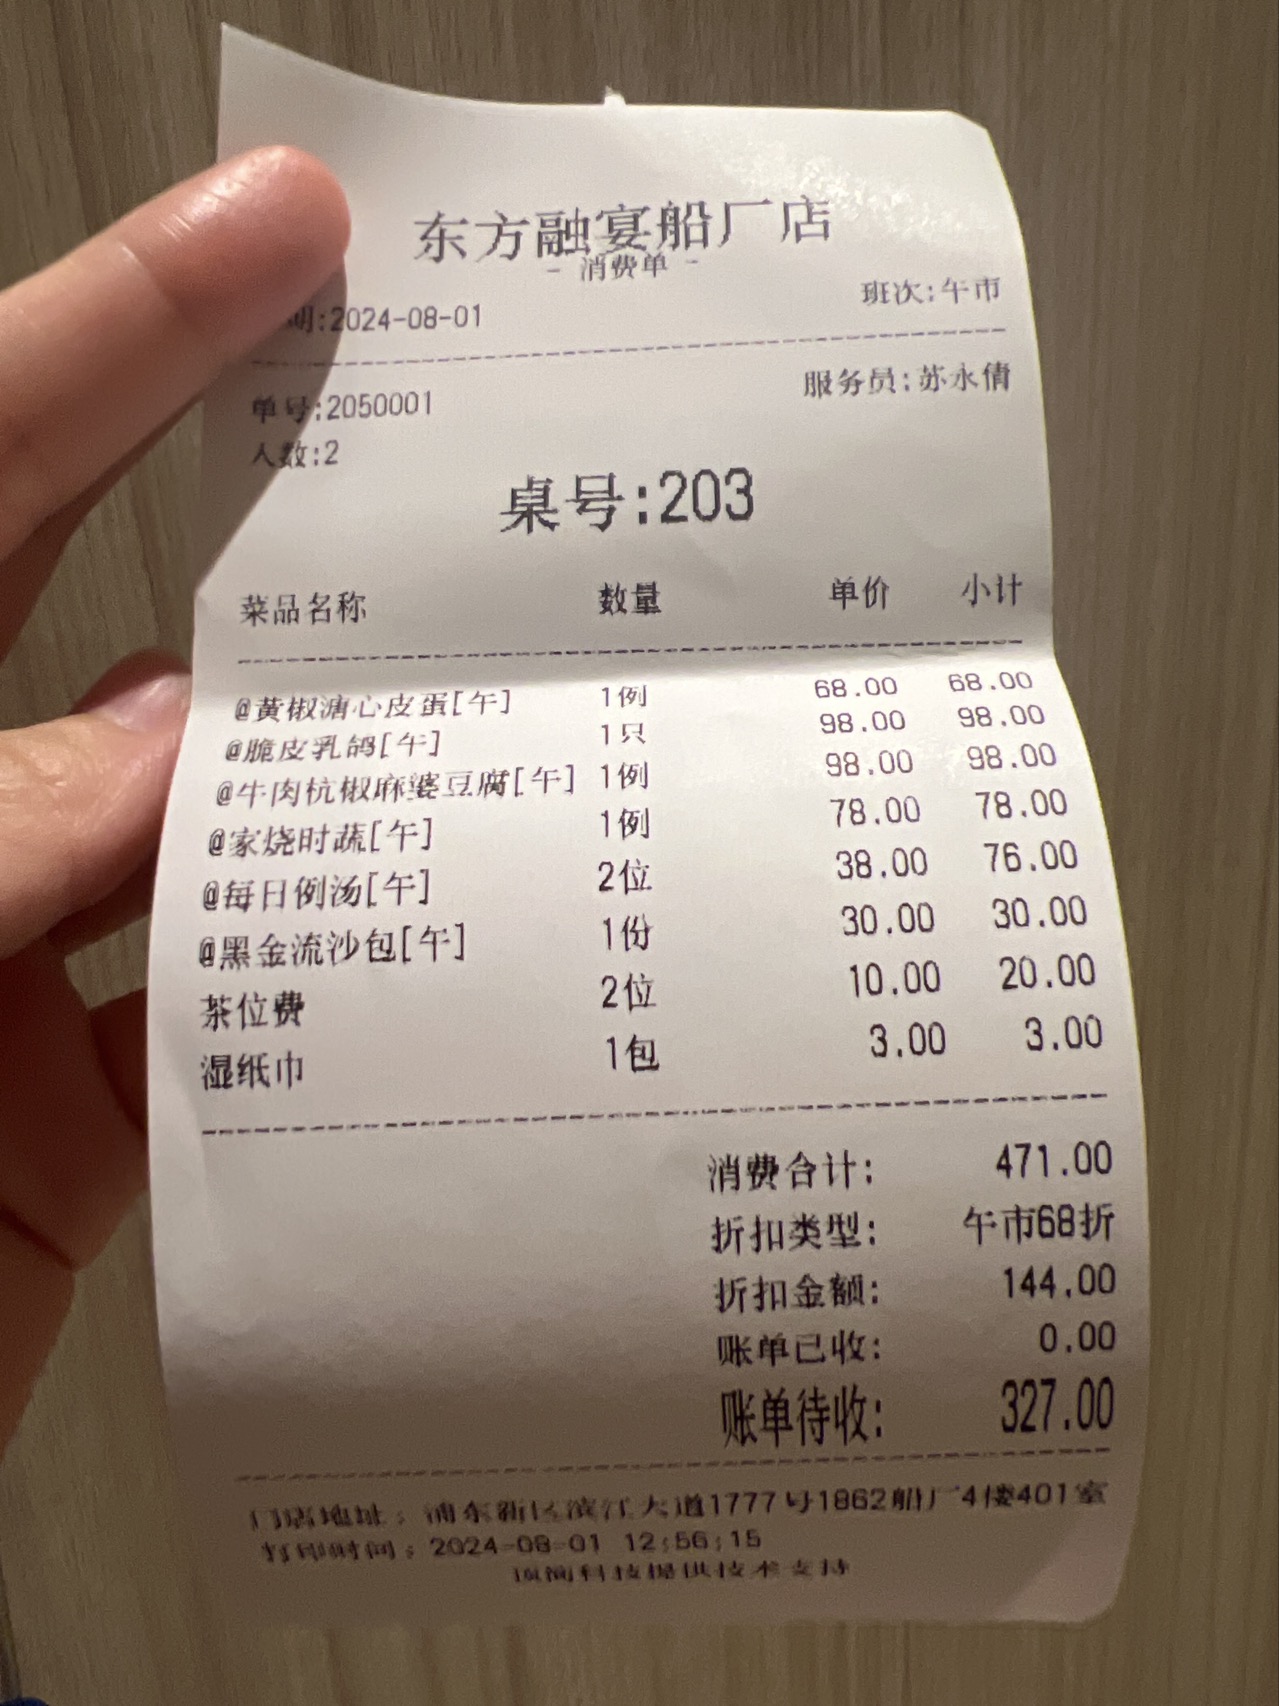 东方融宴船厂店
- 消费单 -
期:2024-08-01 班次:午市
单号:2050001 服务员:苏永倩
人数:2
桌号:203
菜品名称 数量 单价 小计
@黄椒溏心皮蛋[午] 1例 68.00 68.00
@脆皮乳鸽[午] 1只 98.00 98.00
@牛肉杭椒麻婆豆腐[午] 1例 98.00 98.00
@家烧时蔬[午] 1例 78.00 78.00
@每日例汤[午] 2位 38.00 76.00
@黑金流沙包[午] 1份 30.00 30.00
茶位费 2位 10.00 20.00
湿纸巾 1包 3.00 3.00
消费合计: 471.00
折扣类型: 午市68折
折扣金额: 144.00
账单已收: 0.00
账单待收: 327.00
门店地址：浦东新区滨江大道1777号1862船厂4楼401室
打印时间：2024-08-01 12:56:15
科技提供技术支持